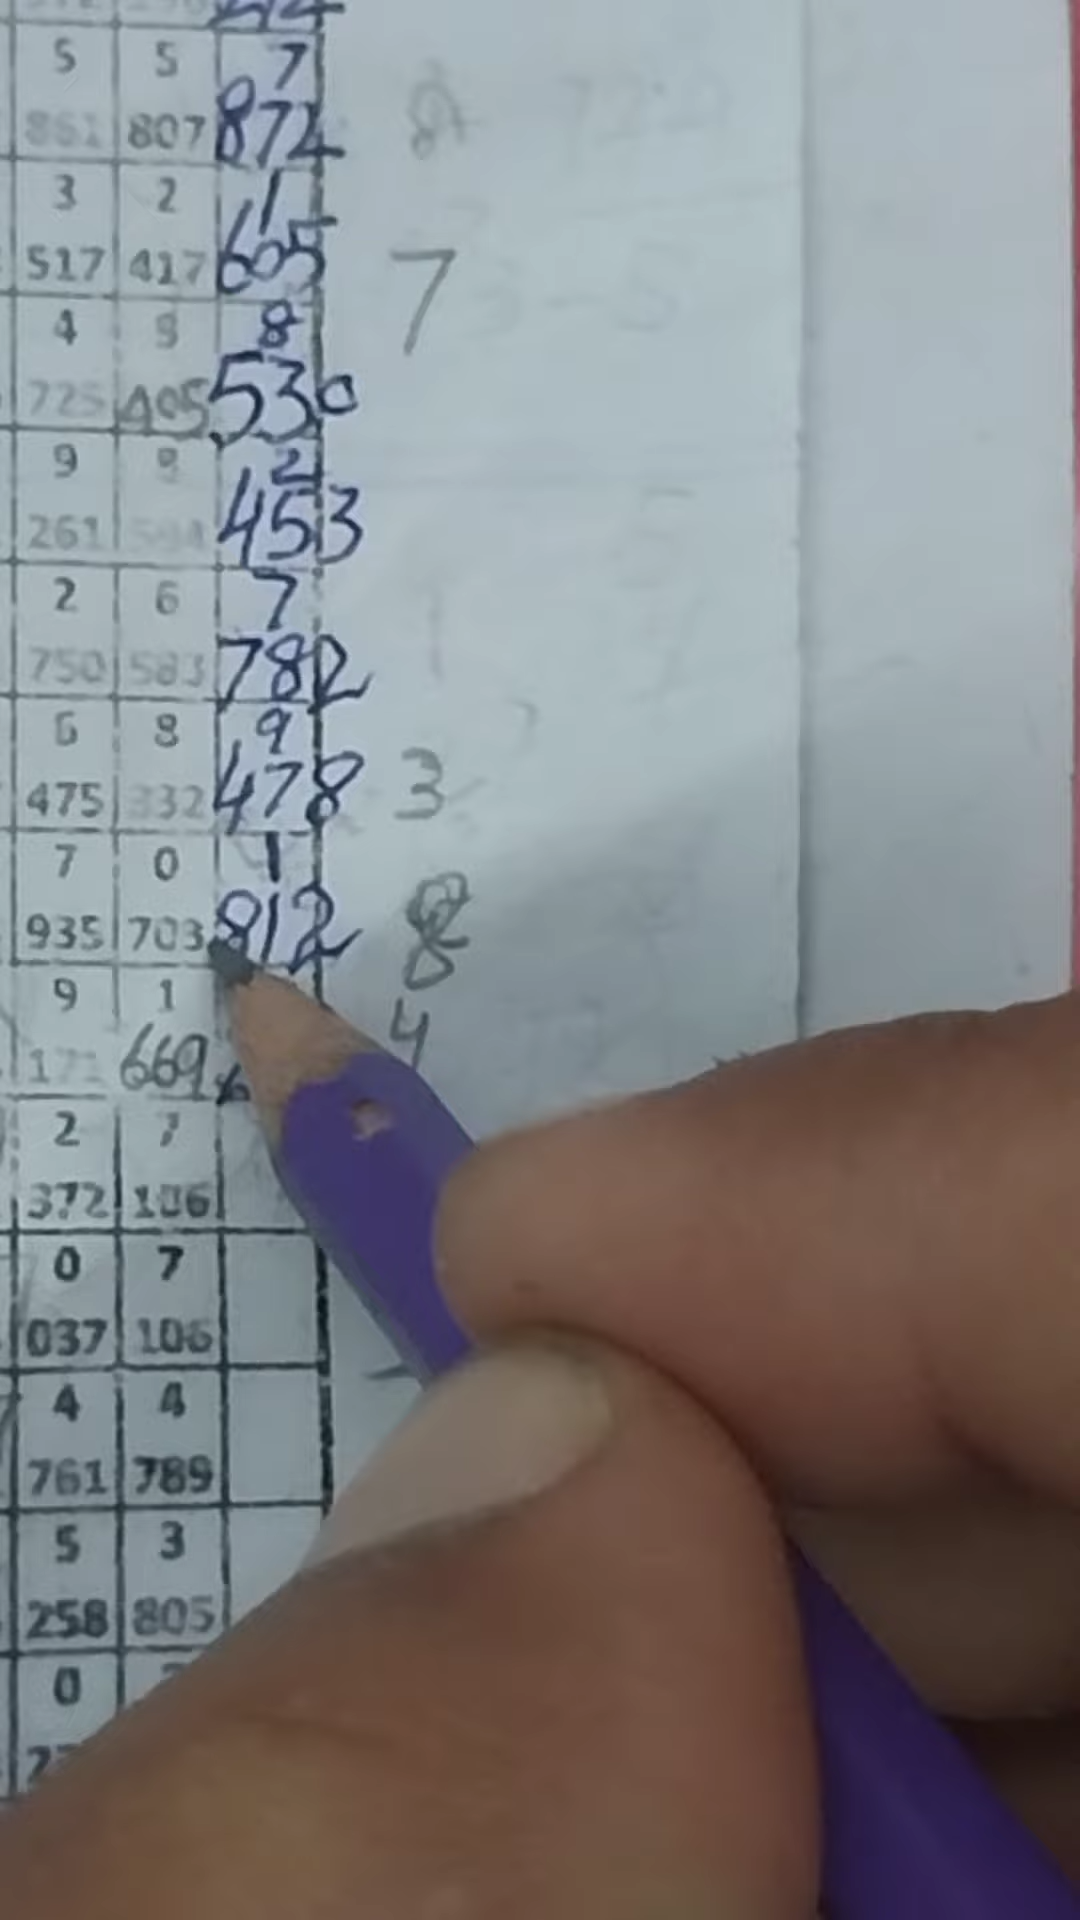 5 5 7
861 807 872
3 2 1
517 417 605 7
4 8
725 405 530
9 2
261 453
2 6 7
750 583 782
8 9
475 332 478 3
7 0 1
935 703 812 8
9 1 4
171 669
2 7
372 106
0 7
037 106
4 4
761 789
5 3
258 805
0